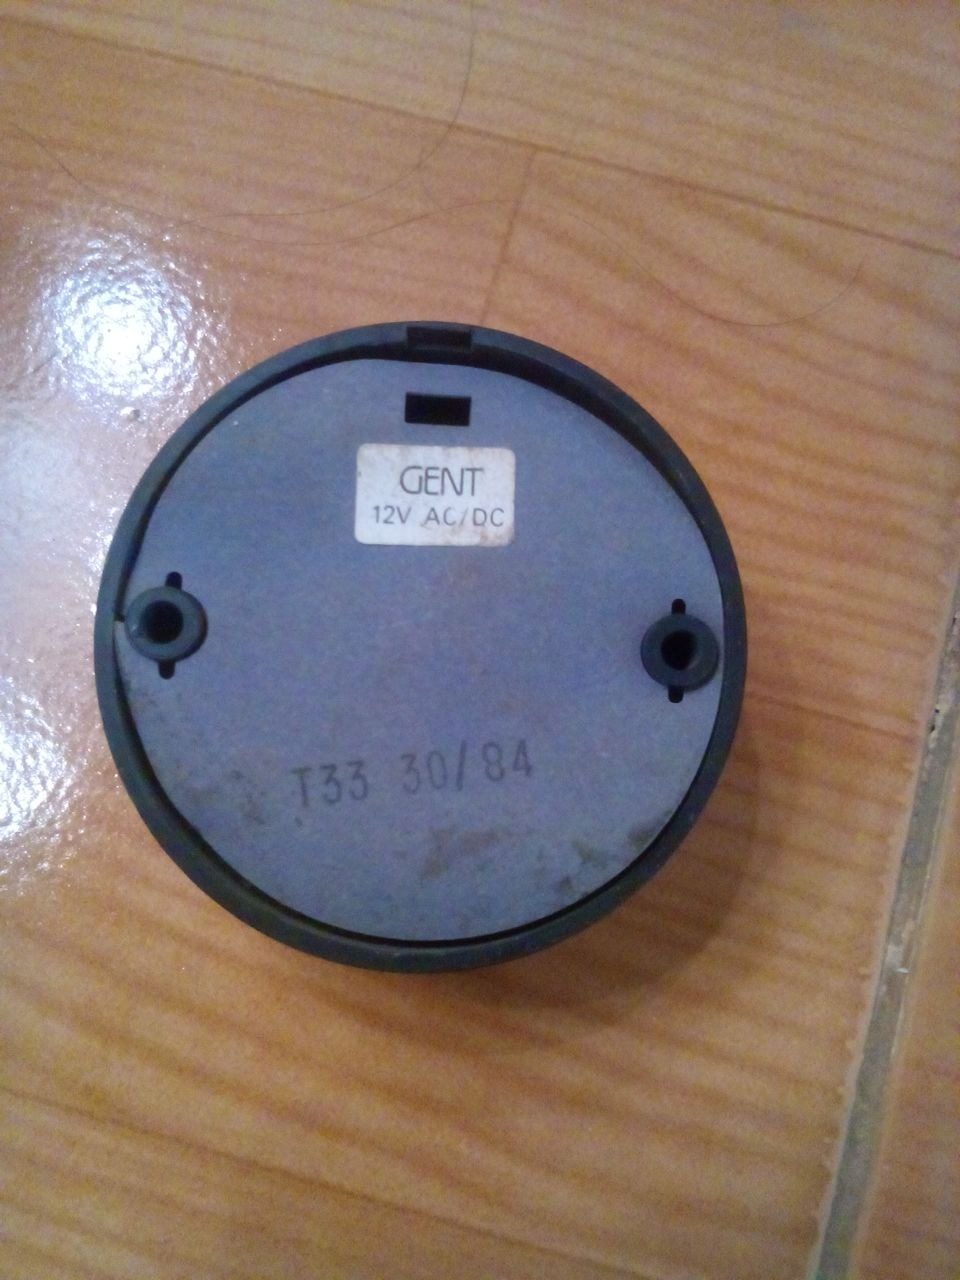 GENT
12V AC/DC
T33 30/84